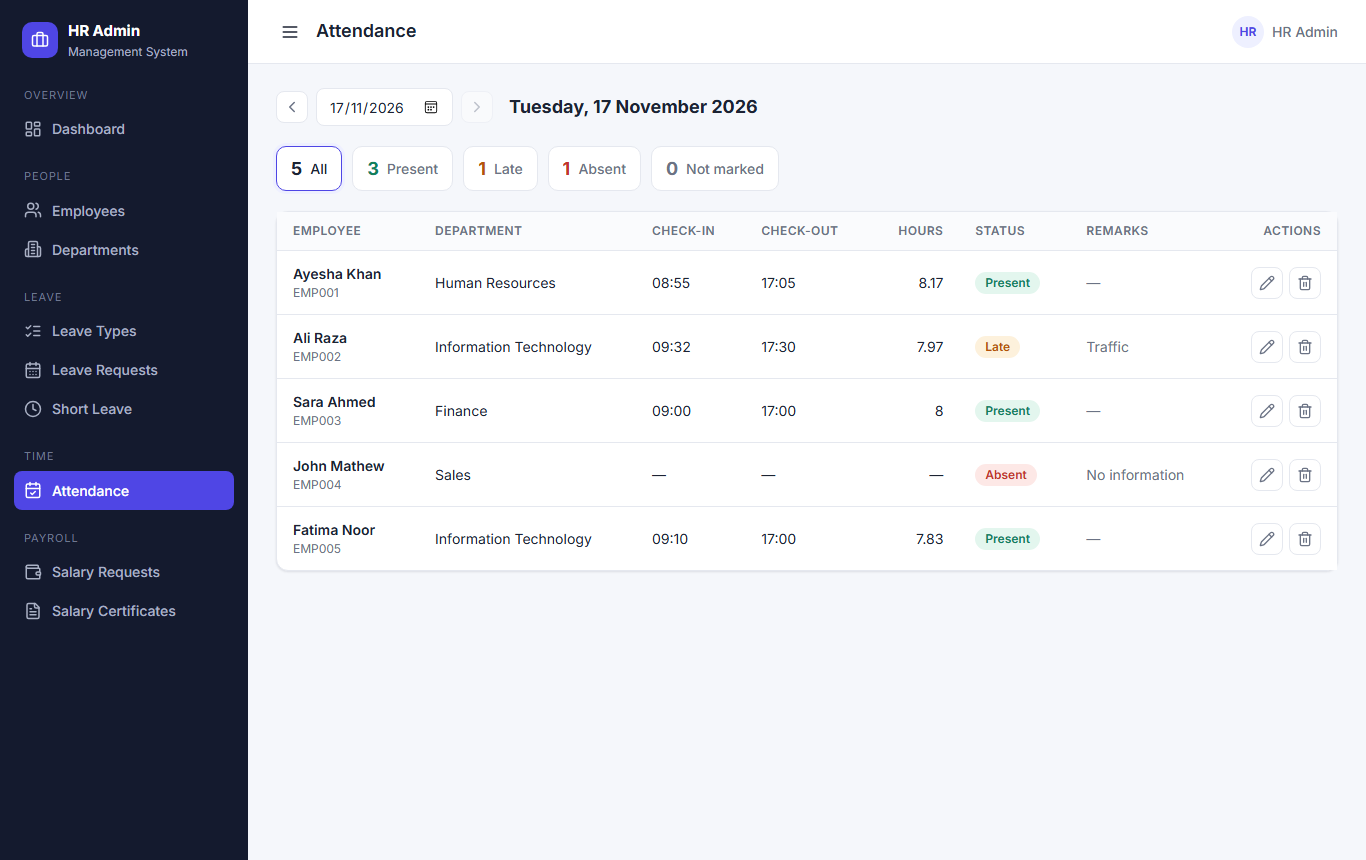 HR Admin
Management System
OVERVIEW
Dashboard
PEOPLE
Employees
Departments
LEAVE
Leave Types
Leave Requests
Short Leave
TIME
Attendance
PAYROLL
Salary Requests
Salary Certificates
Attendance
HR HR Admin
17/11/2026 Tuesday, 17 November 2026
5 All 3 Present 1 Late 1 Absent 0 Not marked
EMPLOYEE DEPARTMENT CHECK-IN CHECK-OUT HOURS STATUS REMARKS ACTIONS
Ayesha Khan
EMP001 Human Resources 08:55 17:05 8.17 Present —
Ali Raza
EMP002 Information Technology 09:32 17:30 7.97 Late Traffic
Sara Ahmed
EMP003 Finance 09:00 17:00 8 Present —
John Mathew
EMP004 Sales — — — Absent No information
Fatima Noor
EMP005 Information Technology 09:10 17:00 7.83 Present —